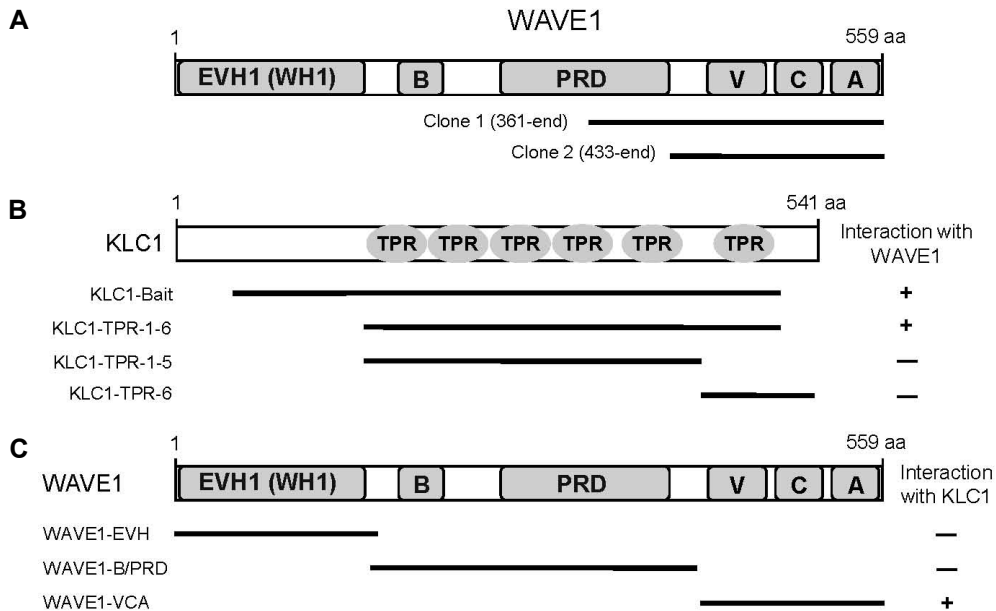 A
WAVE1
1
559 aa
EVH1 (WH1) B PRD V C A
Clone 1 (361-end)
Clone 2 (433-end)
B
1
541 aa
KLC1
TPR TPR TPR TPR TPR TPR
Interaction with
WAVE1
KLC1-Bait +
KLC1-TPR-1-6 +
KLC1-TPR-1-5 —
KLC1-TPR-6 —
C
1
559 aa
WAVE1
EVH1 (WH1) B PRD V C A
Interaction
with KLC1
WAVE1-EVH —
WAVE1-B/PRD —
WAVE1-VCA +